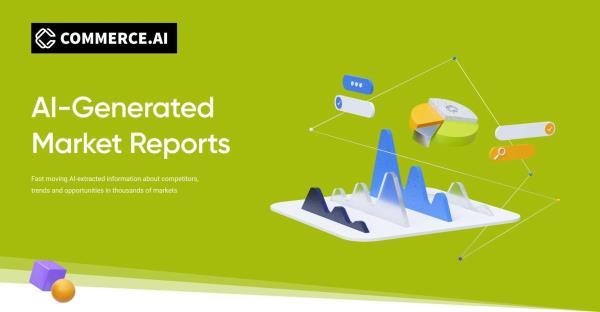 COMMERCE.AI
AI-Generated
Market Reports
Fast moving AI-extracted information about competitors,
trends and opportunities in thousands of markets